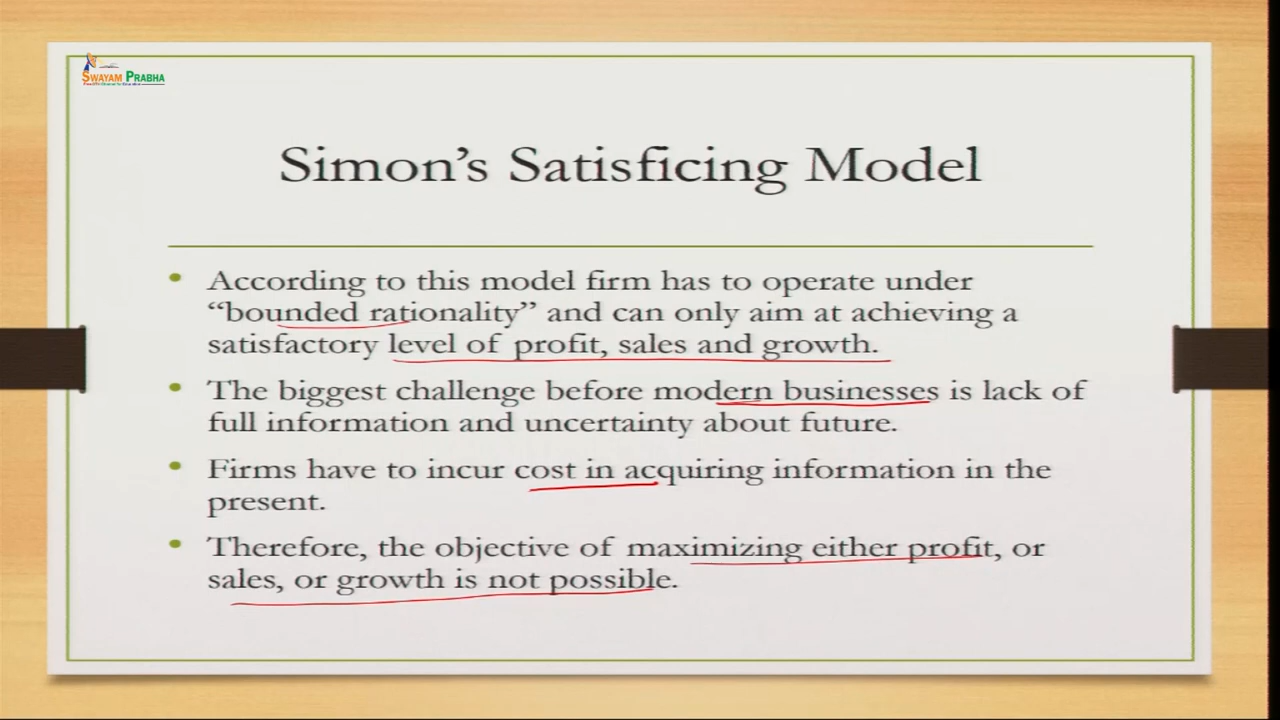 SWAYAM PRABHA
Simon’s Satisficing Model
• According to this model firm has to operate under
“bounded rationality” and can only aim at achieving a
satisfactory level of profit, sales and growth.
• The biggest challenge before modern businesses is lack of
full information and uncertainty about future.
• Firms have to incur cost in acquiring information in the
present.
• Therefore, the objective of maximizing either profit, or
sales, or growth is not possible.